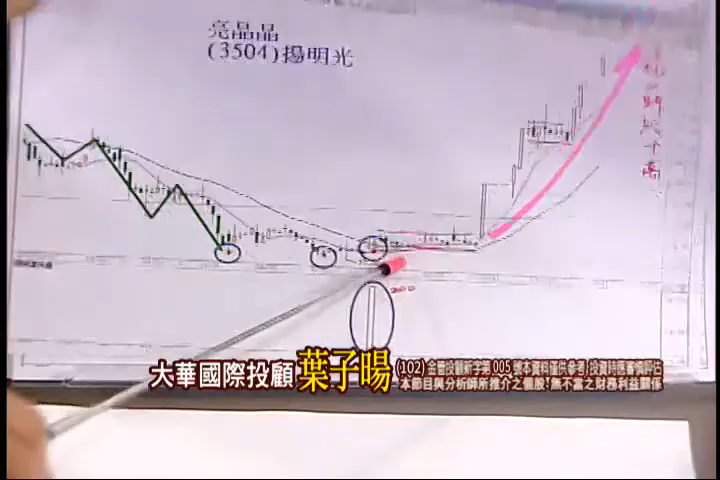 亮晶晶
(3504)揚明光
大華國際投顧
葉子暘
(102)金管投顧新字第 005 號本資料僅供參考,投資時應審慎評估
本節目與分析師所推介之個股!無不當之財務利益關係